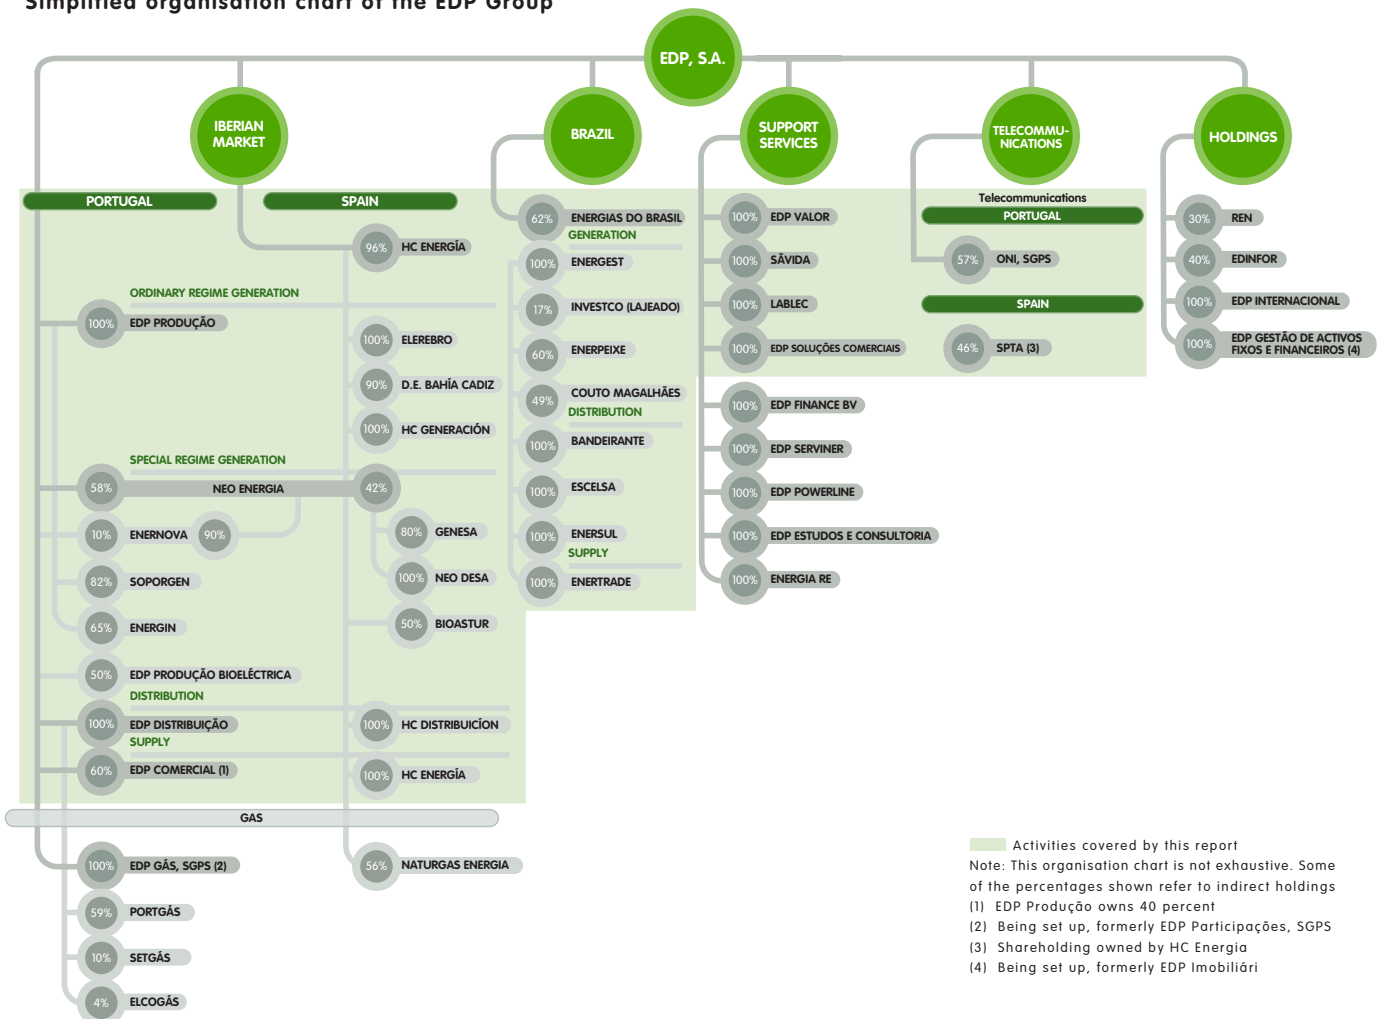 Simplified organisation chart of the EDP Group
EDP, S.A.
IBERIAN
MARKET
BRAZIL
SUPPORT
SERVICES
TELECOMMU-
NICATIONS
HOLDINGS
PORTUGAL
SPAIN
96% HC ENERGÍA
ORDINARY REGIME GENERATION
100% EDP PRODUÇÃO
100% ELEREBRO
90% D.E. BAHÍA CADIZ
100% HC GENERACIÓN
SPECIAL REGIME GENERATION
58% NEO ENERGIA 42%
10% ENERNOVA 90%
80% GENESA
82% SOPORGEN
100% NEO DESA
65% ENERGIN
50% BIOASTUR
50% EDP PRODUÇÃO BIOELÉCTRICA
DISTRIBUTION
100% EDP DISTRIBUIÇÃO
100% HC DISTRIBUICÍON
SUPPLY
60% EDP COMERCIAL (1)
100% HC ENERGÍA
GAS
100% EDP GÁS, SGPS (2)
56% NATURGAS ENERGIA
59% PORTGÁS
10% SETGÁS
4% ELCOGÁS
62% ENERGIAS DO BRASIL
GENERATION
100% ENERGEST
17% INVESTCO (LAJEADO)
60% ENERPEIXE
49% COUTO MAGALHÃES
DISTRIBUTION
100% BANDEIRANTE
100% ESCELSA
100% ENERSUL
SUPPLY
100% ENERTRADE
100% EDP VALOR
100% SÃVIDA
100% LABLEC
100% EDP SOLUÇÕES COMERCIAIS
100% EDP FINANCE BV
100% EDP SERVINER
100% EDP POWERLINE
100% EDP ESTUDOS E CONSULTORIA
100% ENERGIA RE
Telecommunications
PORTUGAL
57% ONI, SGPS
SPAIN
46% SPTA (3)
30% REN
40% EDINFOR
100% EDP INTERNACIONAL
100% EDP GESTÃO DE ACTIVOS
FIXOS E FINANCEIROS (4)
Activities covered by this report
Note: This organisation chart is not exhaustive. Some
of the percentages shown refer to indirect holdings
(1) EDP Produção owns 40 percent
(2) Being set up, formerly EDP Participações, SGPS
(3) Shareholding owned by HC Energia
(4) Being set up, formerly EDP Imobiliári